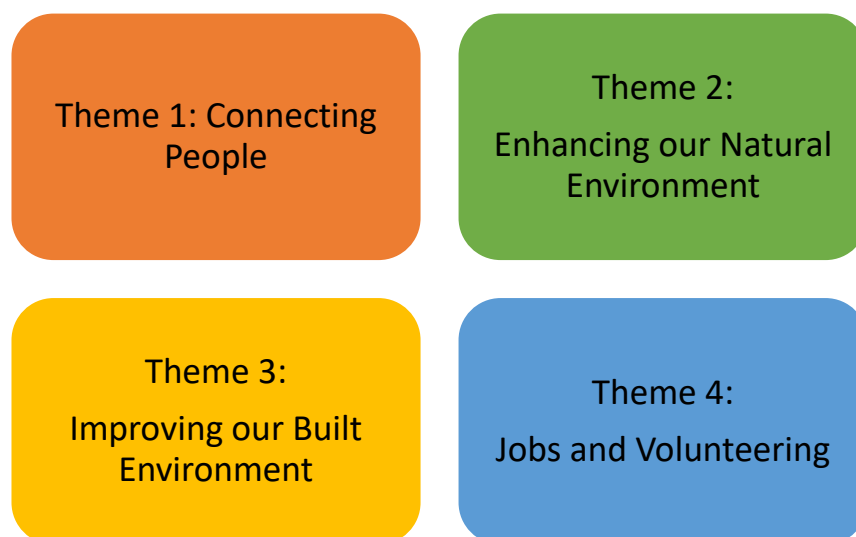 Theme 1: Connecting
People
Theme 2:
Enhancing our Natural
Environment
Theme 3:
Improving our Built
Environment
Theme 4:
Jobs and Volunteering